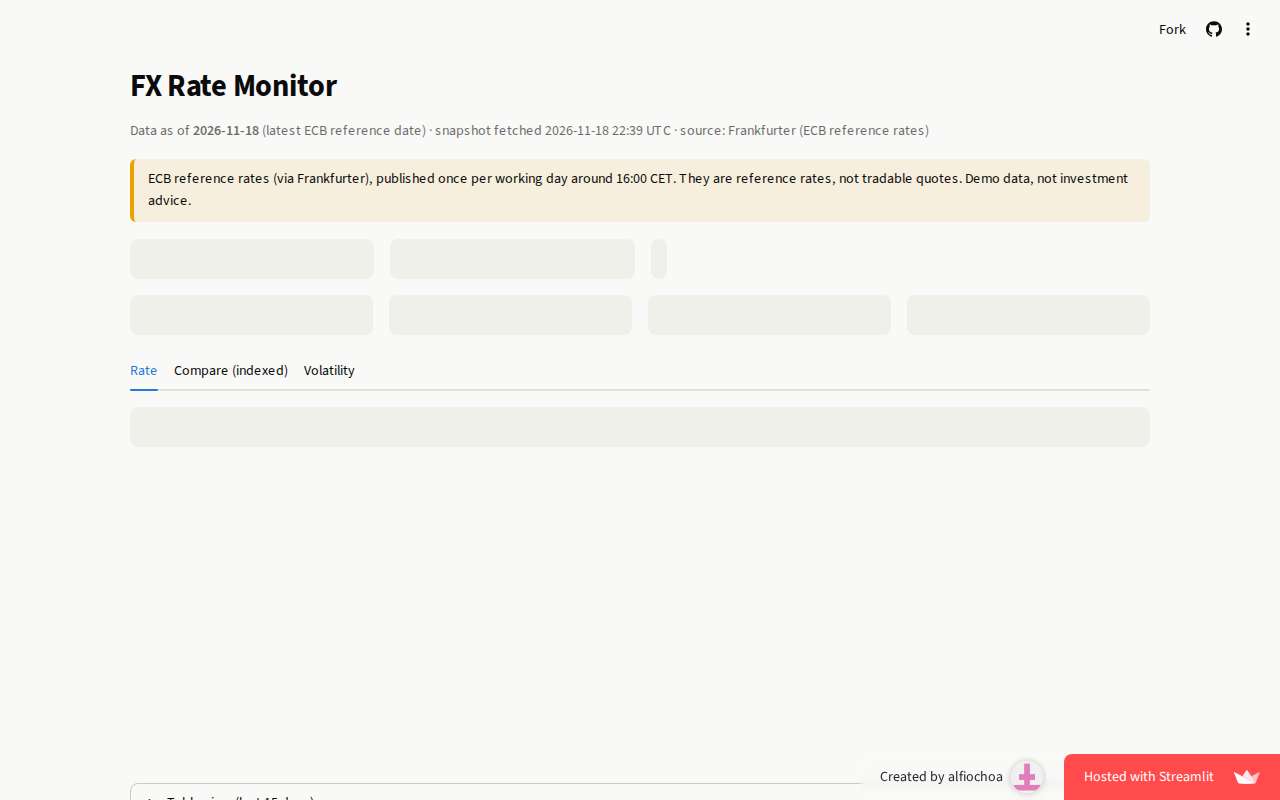 Fork
FX Rate Monitor
Data as of 2026-11-18 (latest ECB reference date) · snapshot fetched 2026-11-18 22:39 UTC · source: Frankfurter (ECB reference rates)
ECB reference rates (via Frankfurter), published once per working day around 16:00 CET. They are reference rates, not tradable quotes. Demo data, not investment
advice.
Rate Compare (indexed) Volatility
Created by alfiochoa
Hosted with Streamlit